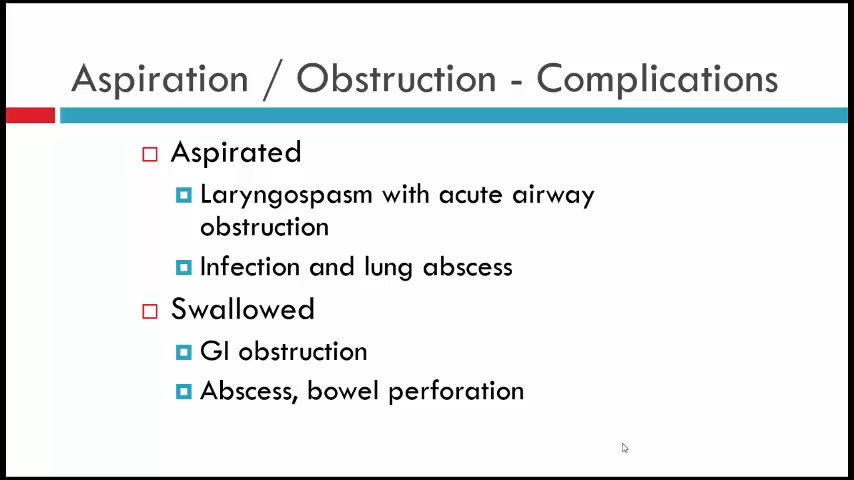 Aspiration / Obstruction - Complications
Aspirated
Laryngospasm with acute airway
obstruction
Infection and lung abscess
Swallowed
GI obstruction
Abscess, bowel perforation